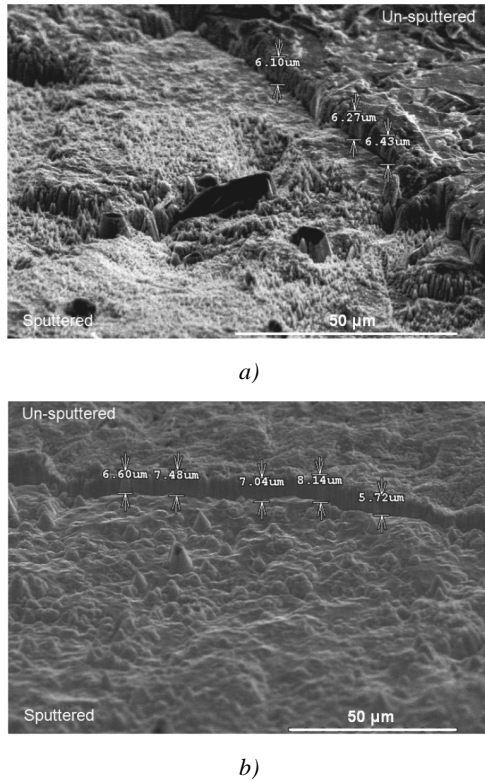 Un-sputtered
6.10um
6.27um
6.43um
Sputtered
50 µm
a)
Un-sputtered
6.60um
7.48um
7.04um
8.14um
5.72um
Sputtered
50 µm
b)